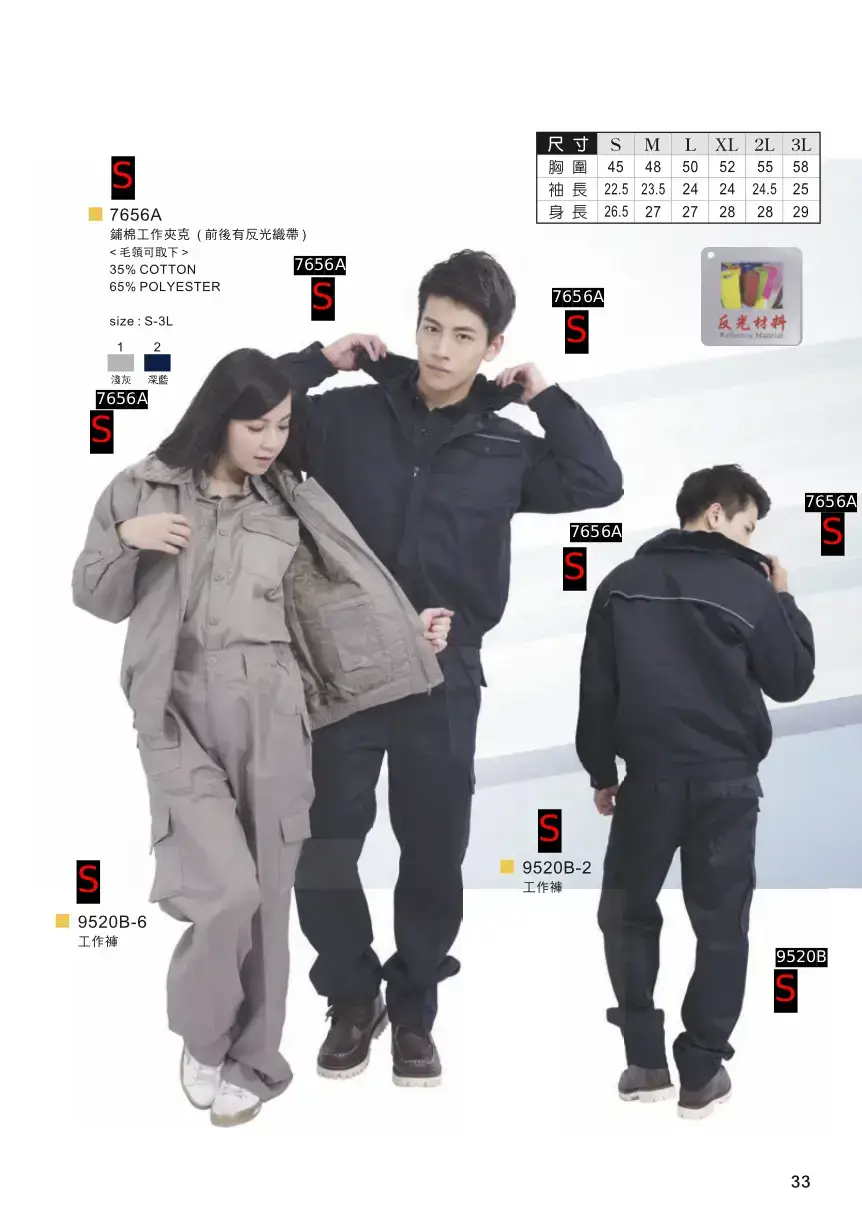 S
7656A
鋪棉工作夾克 ( 前後有反光織帶 )
< 毛領可取下 >
35% COTTON
65% POLYESTER
size : S-3L
1 2
淺灰 深藍
尺寸 S M L XL 2L 3L
胸圍 45 48 50 52 55 58
袖長 22.5 23.5 24 24 24.5 25
身長 26.5 27 27 28 28 29
反光材料
Reflective Material
7656A
S
7656A
S
7656A
S
7656A
S
7656A
S
S
9520B-2
工作褲
S
9520B-6
工作褲
9520B
S
33